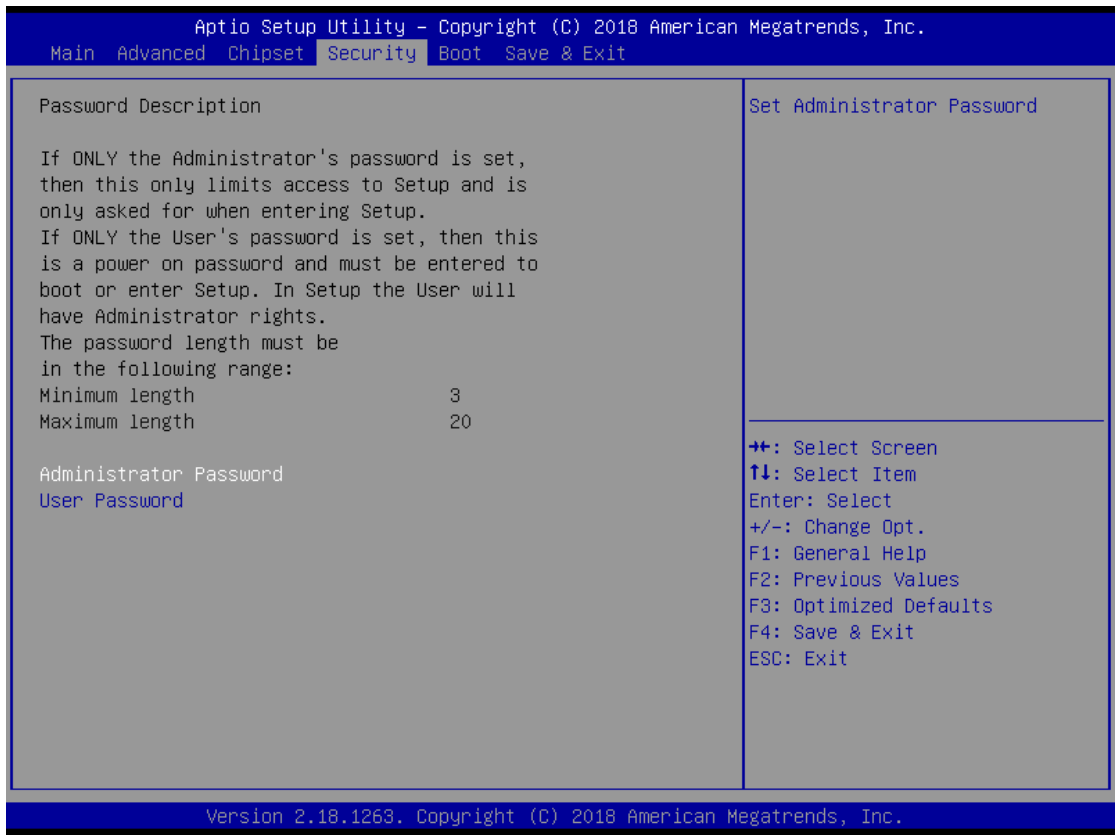 Aptio Setup Utility – Copyright (C) 2018 American Megatrends, Inc.
Main Advanced Chipset Security Boot Save & Exit
Password Description
If ONLY the Administrator's password is set,
then this only limits access to Setup and is
only asked for when entering Setup.
If ONLY the User's password is set, then this
is a power on password and must be entered to
boot or enter Setup. In Setup the User will
have Administrator rights.
The password length must be
in the following range:
Minimum length 3
Maximum length 20
Administrator Password
User Password
Set Administrator Password
→←: Select Screen
↑↓: Select Item
Enter: Select
+/-: Change Opt.
F1: General Help
F2: Previous Values
F3: Optimized Defaults
F4: Save & Exit
ESC: Exit
Version 2.18.1263. Copyright (C) 2018 American Megatrends, Inc.